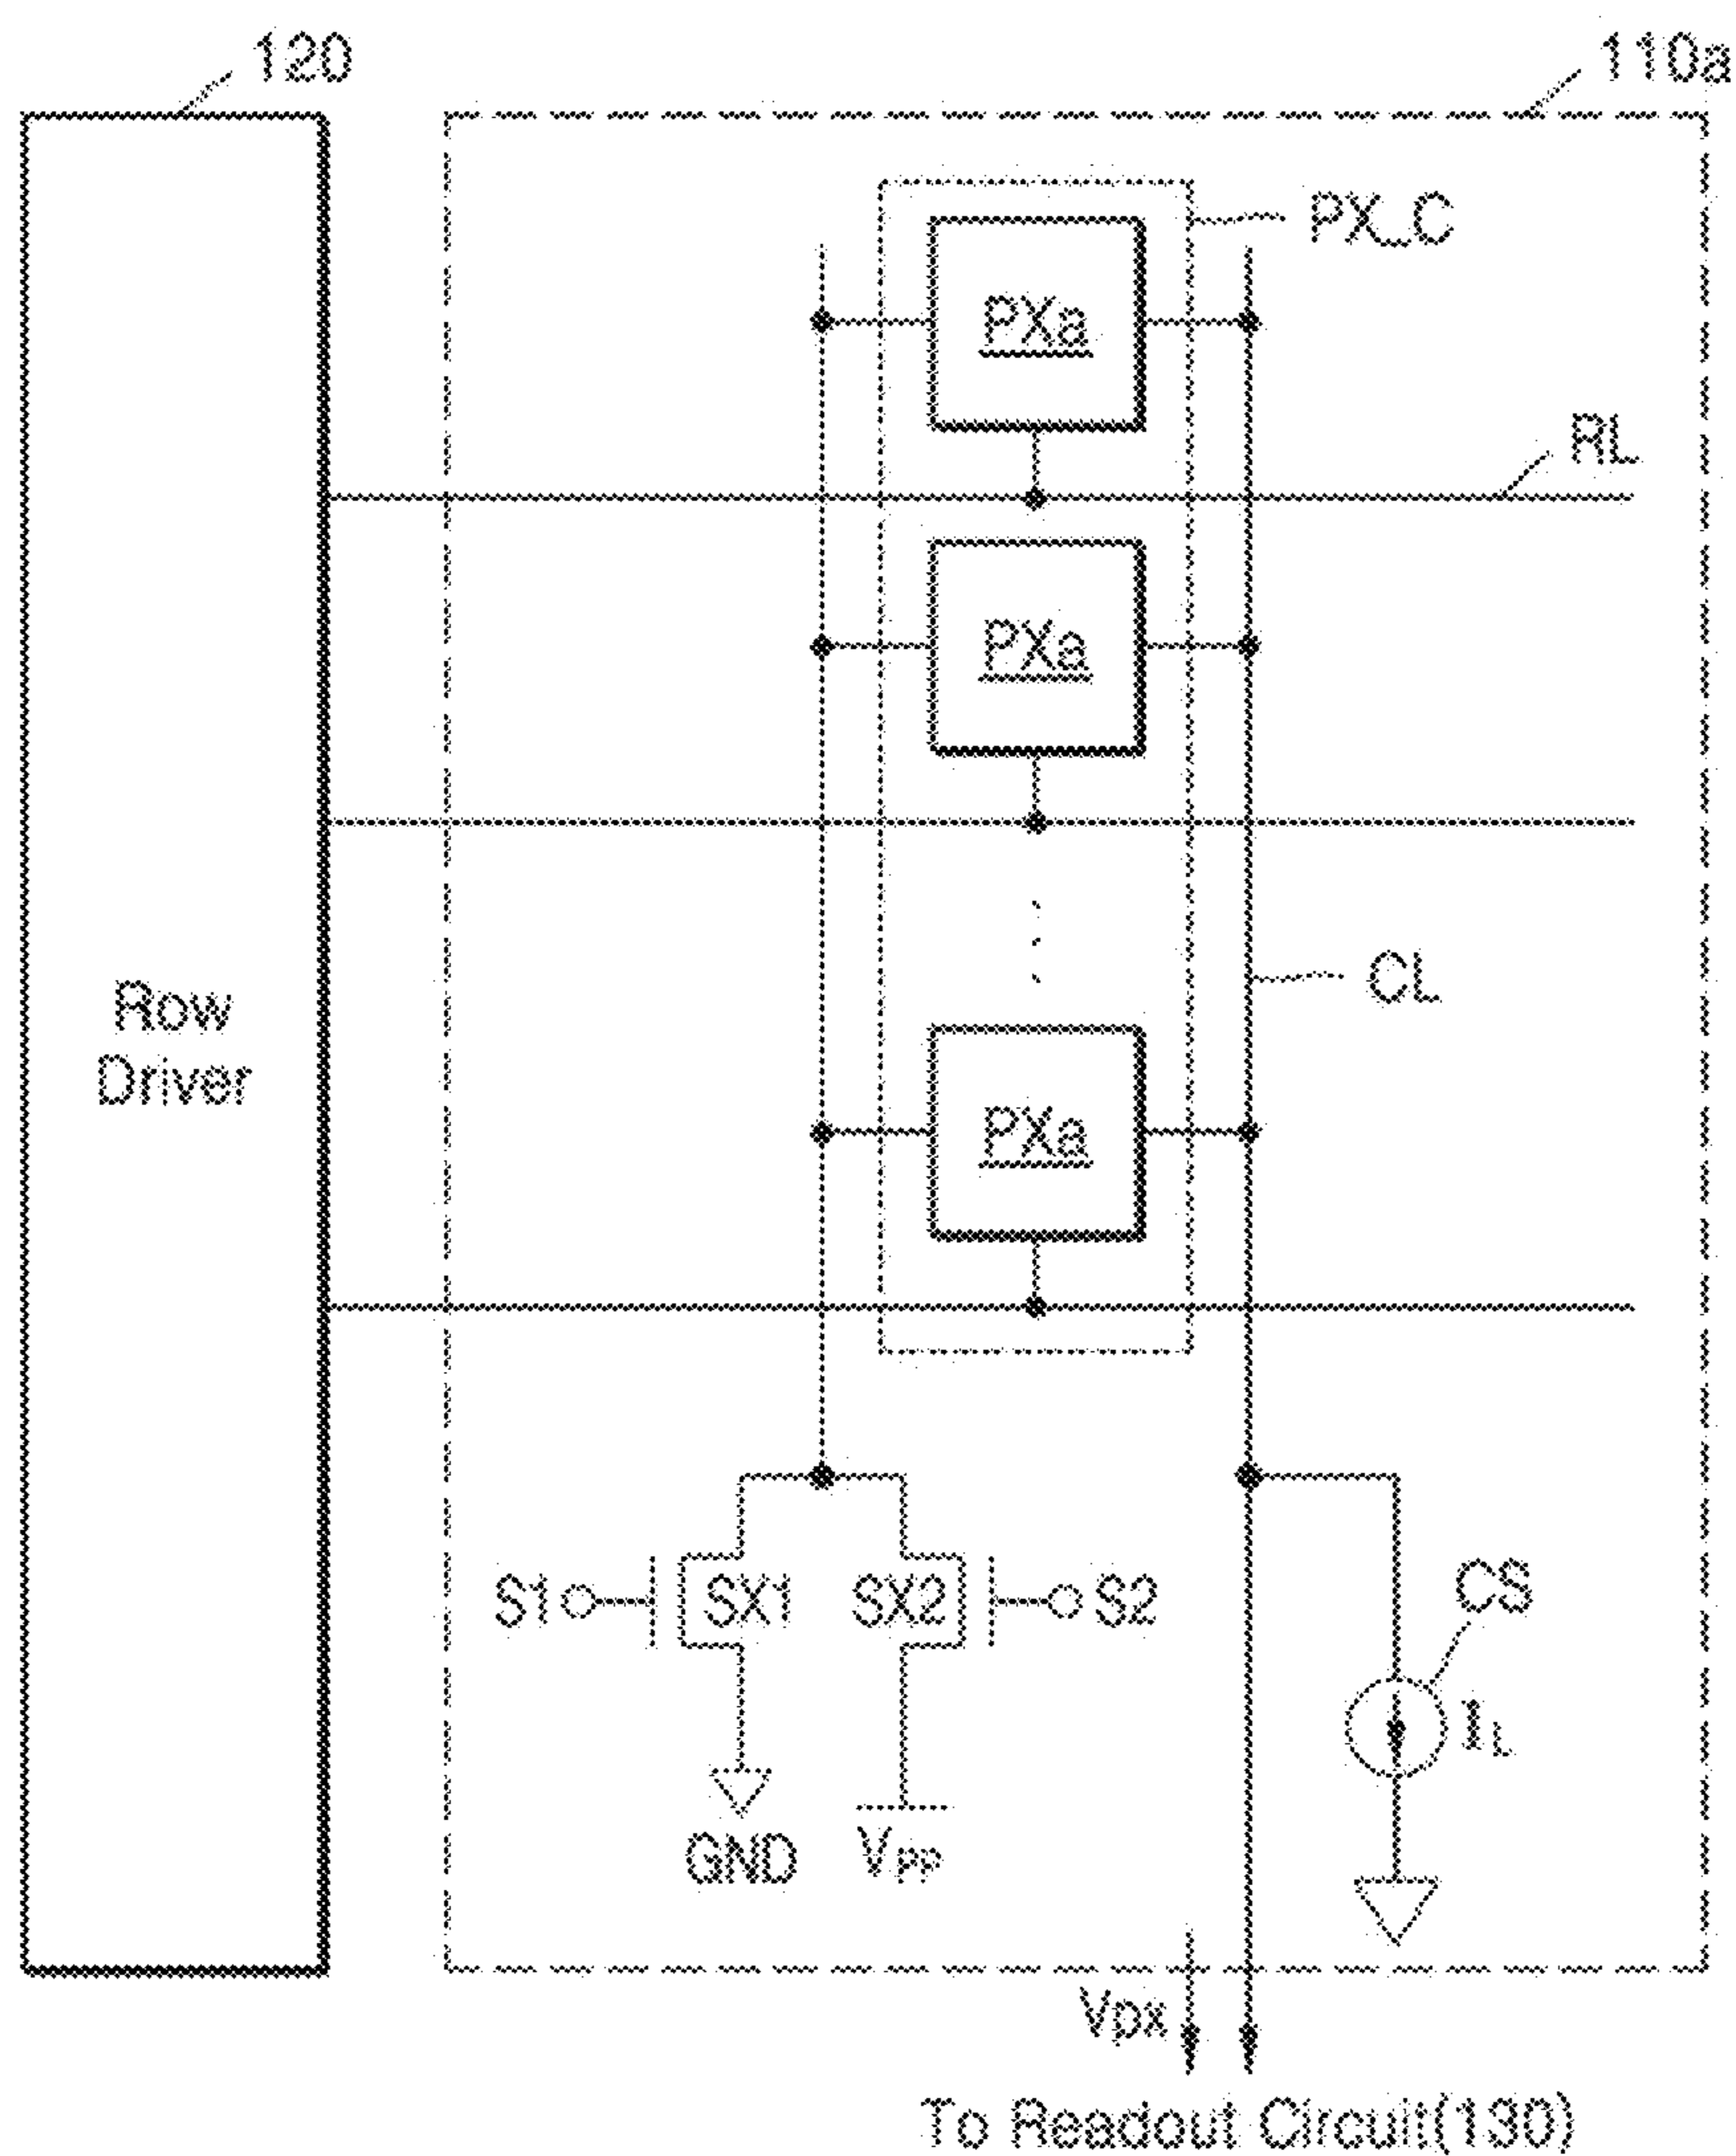 120
110a
PX_C
PXa
RL
PXa
CL
Row
Driver
PXa
S1
SX1
SX2
S2
CS
IL
GND
VPP
Vpx
To Readout Circuit(130)